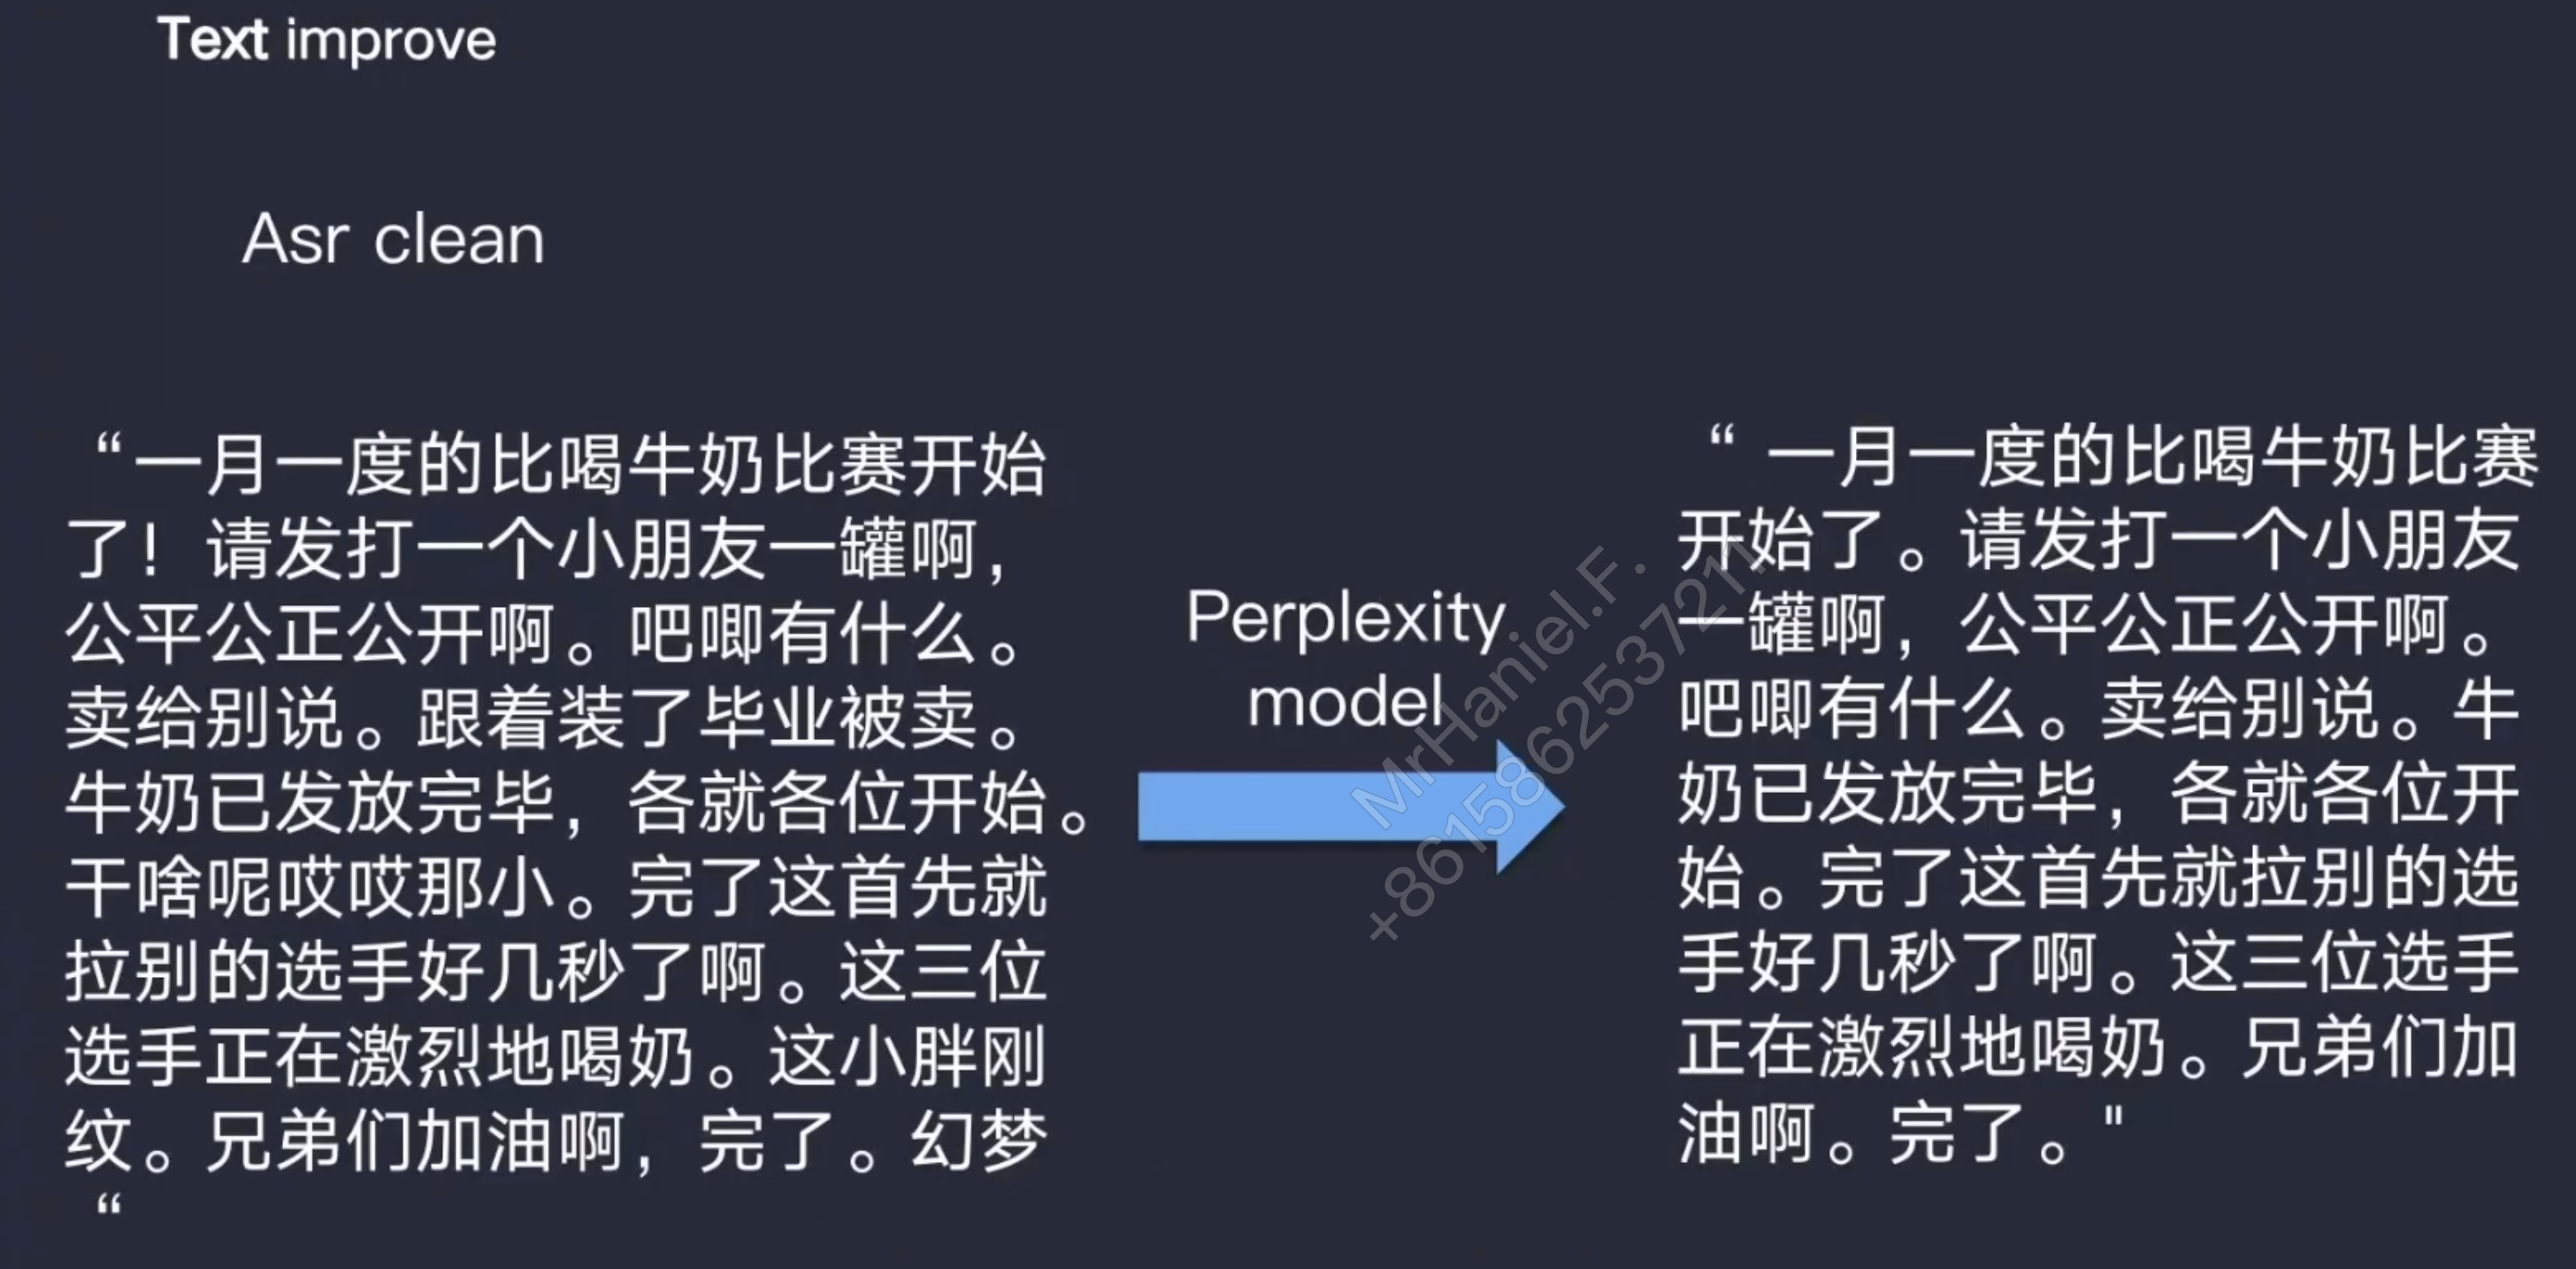 Text improve
Asr clean
“一月一度的比喝牛奶比赛开始
了！请发打一个小朋友一罐啊，
公平公正公开啊。吧唧有什么。
卖给别说。跟着装了毕业被卖。
牛奶已发放完毕，各就各位开始。
干啥呢哎哎那小。完了这首先就
拉别的选手好几秒了啊。这三位
选手正在激烈地喝奶。这小胖刚
纹。兄弟们加油啊，完了。幻梦
“
Perplexity
model
“ 一月一度的比喝牛奶比赛
开始了。请发打一个小朋友
一罐啊，公平公正公开啊。
吧唧有什么。卖给别说。牛
奶已发放完毕，各就各位开
始。完了这首先就拉别的选
手好几秒了啊。这三位选手
正在激烈地喝奶。兄弟们加
油啊。完了。"
MrHaniel.F.
+8615862537211